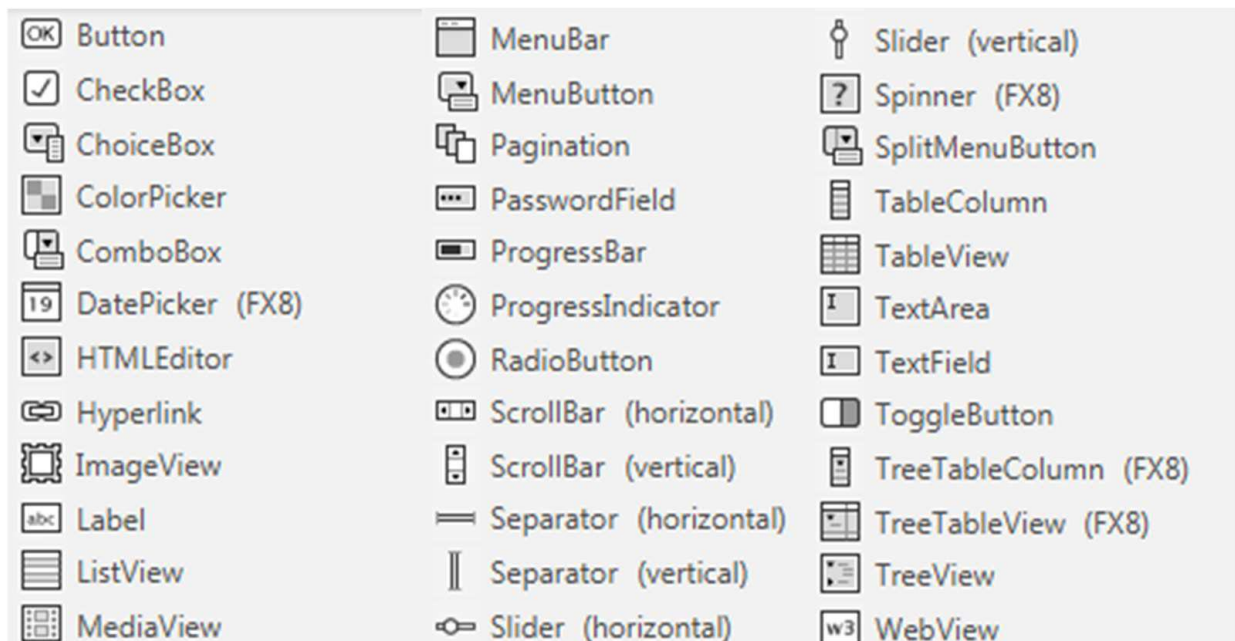 OK Button
CheckBox
ChoiceBox
ColorPicker
ComboBox
19 DatePicker (FX8)
<> HTMLEditor
Hyperlink
ImageView
abc Label
ListView
MediaView
MenuBar
MenuButton
Pagination
PasswordField
ProgressBar
ProgressIndicator
RadioButton
ScrollBar (horizontal)
ScrollBar (vertical)
Separator (horizontal)
Separator (vertical)
Slider (horizontal)
Slider (vertical)
? Spinner (FX8)
SplitMenuButton
TableColumn
TableView
TextArea
TextField
ToggleButton
TreeTableColumn (FX8)
TreeTableView (FX8)
TreeView
w3 WebView